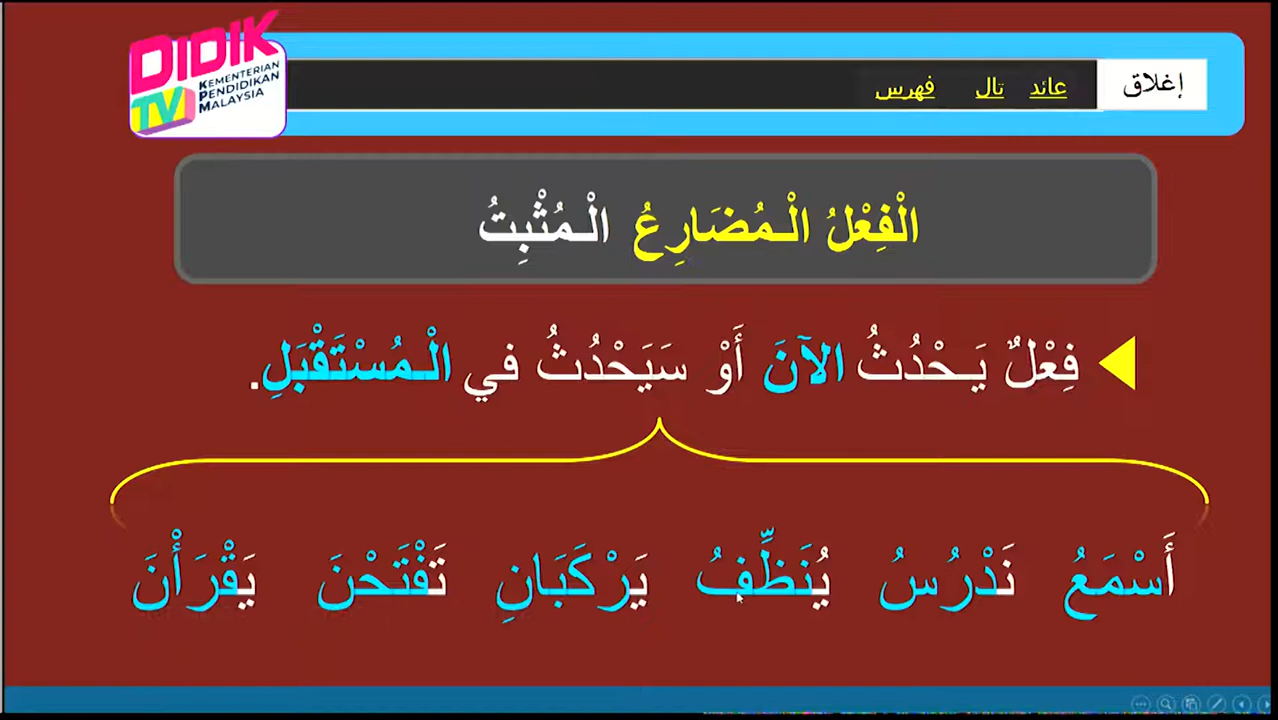 DIDIK
TV
KEMENTERIAN
PENDIDIKAN
MALAYSIA
إغلاق عائد تال فهرس
الْفِعْلُ الْـمُضَارِعُ الْـمُثْبِتُ
فِعْلٌ يَـحْدُثُ الآنَ أَوْ سَيَحْدُثُ في الْـمُسْتَقْبَلِ.
أَسْمَعُ نَدْرُسُ يُنَظِّفُ يَرْكَبَانِ تَفْتَحْنَ يَقْرَأْنَ